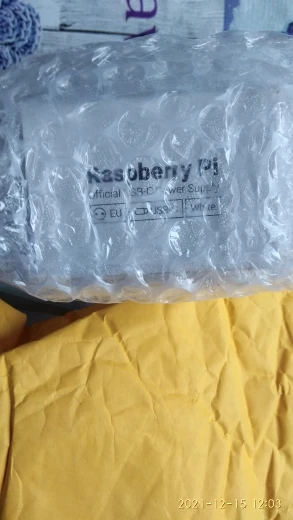 Raspberry Pi
Official USB-C Power Supply
EU USB-C White
2021-12-15 12:03